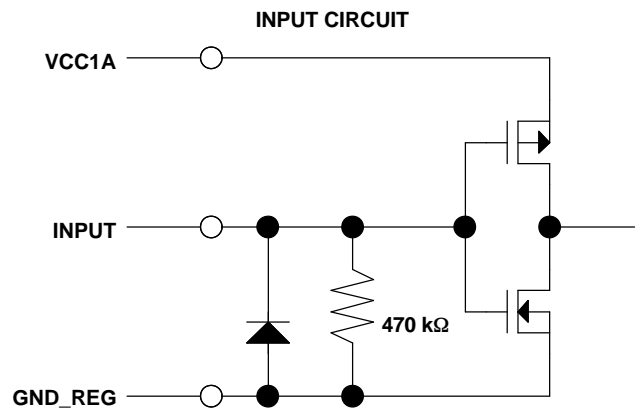 INPUT CIRCUIT
VCC1A
INPUT
470 kΩ
GND_REG